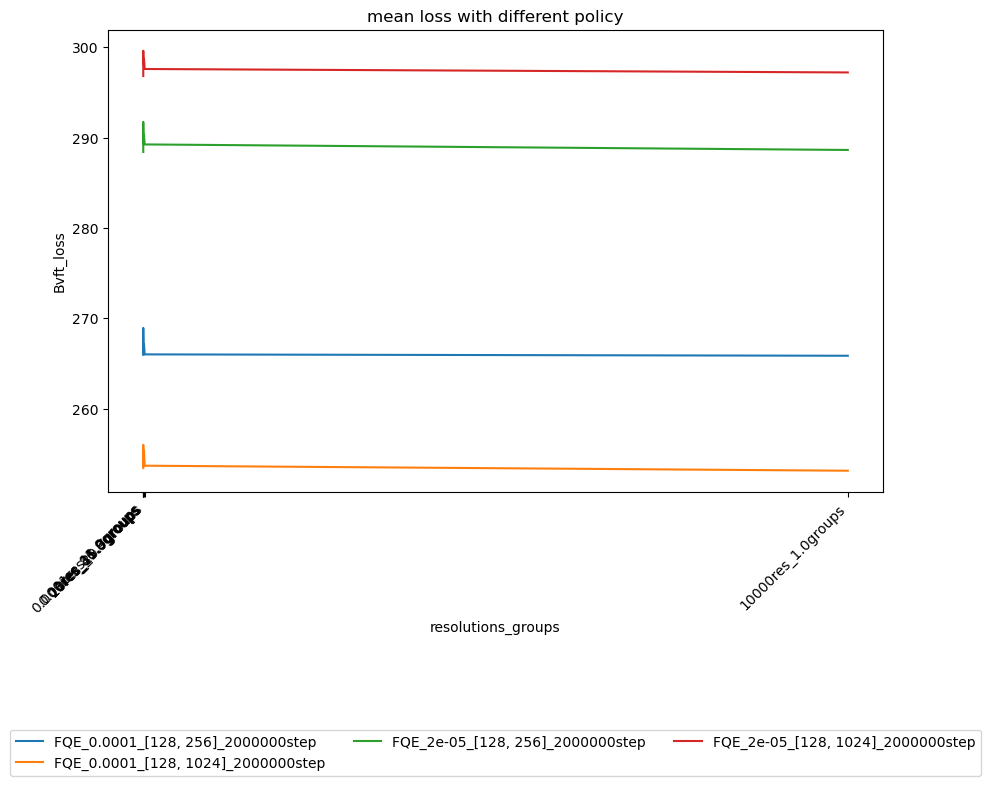 mean loss with different policy
300
290
280
270
260
Bvft_loss
10000res_1.0groups
resolutions_groups
FQE_0.0001_[128, 256]_2000000step
FQE_2e-05_[128, 256]_2000000step
FQE_2e-05_[128, 1024]_2000000step
FQE_0.0001_[128, 1024]_2000000step